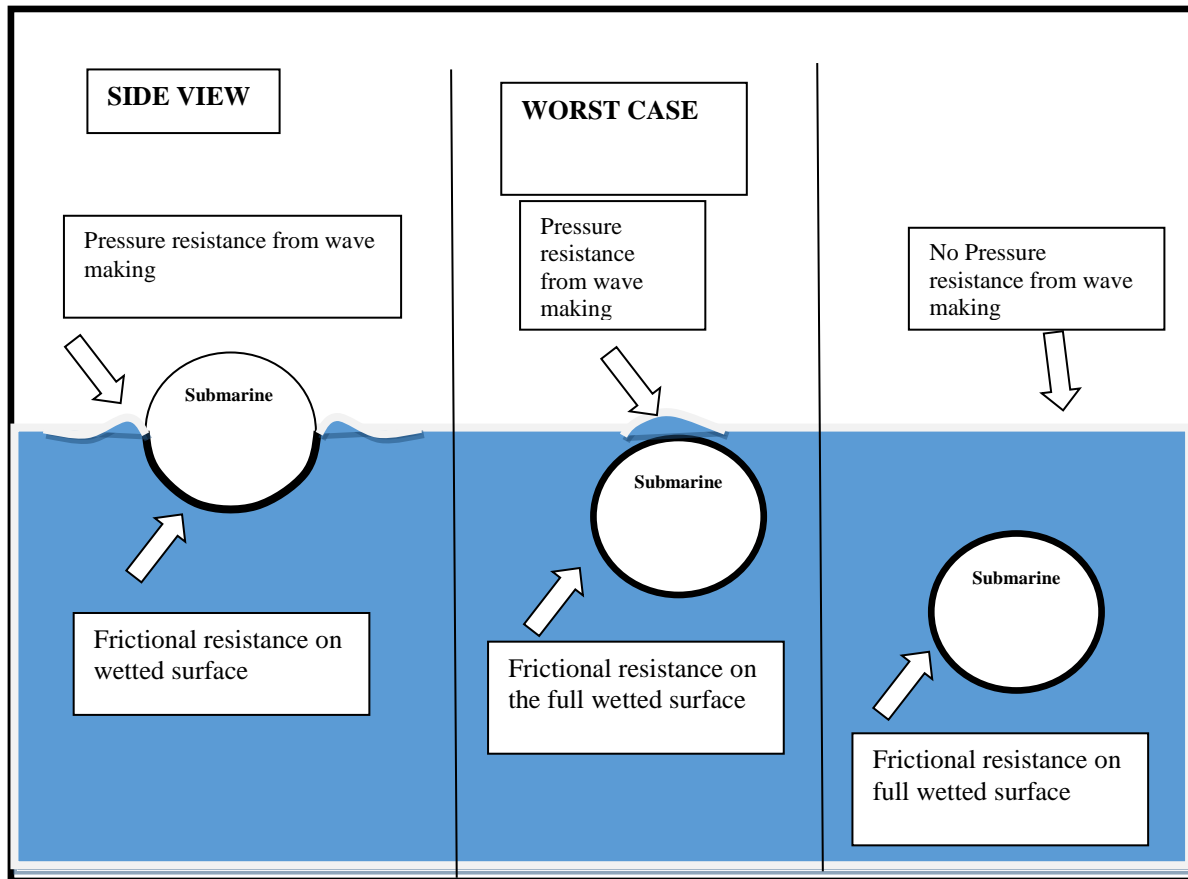 SIDE VIEW
Pressure resistance from wave
making
Submarine
Frictional resistance on
wetted surface
WORST CASE
Pressure
resistance
from wave
making
Submarine
Frictional resistance on
the full wetted surface
No Pressure
resistance from wave
making
Submarine
Frictional resistance on
full wetted surface